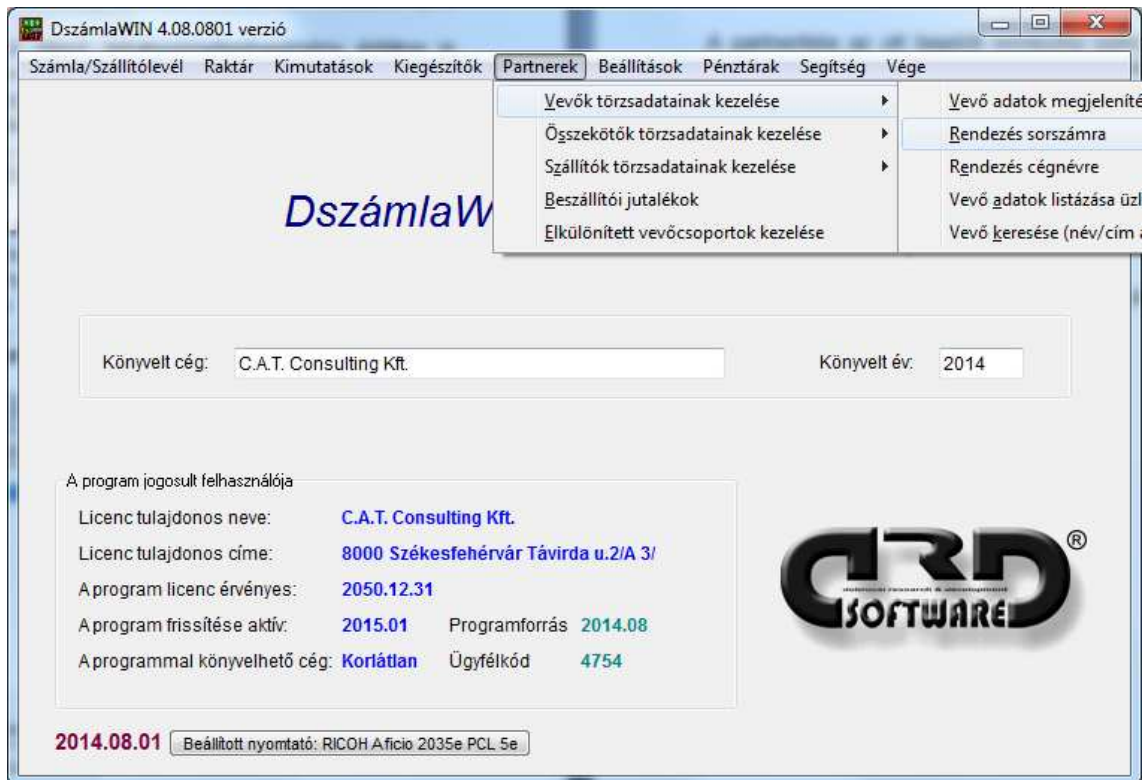 DszámlaWIN 4.08.0801 verzió
Számla/Szállítólevél Raktár Kimutatások Kiegészítők Partnerek Beállítások Pénztárak Segítség Vége
Vevők törzsadatainak kezelése
Összekötők törzsadatainak kezelése
Szállítók törzsadatainak kezelése
Beszállítói jutalékok
Elkülönített vevőcsoportok kezelése
Vevő adatok megjeleníté
Rendezés sorszámra
Rendezés cégnévre
Vevő adatok listázása üzl
Vevő keresése (név/cím a
DszámlaW
Könyvelt cég: C.A.T. Consulting Kft. Könyvelt év: 2014
A program jogosult felhasználója
Licenc tulajdonos neve: C.A.T. Consulting Kft.
Licenc tulajdonos címe: 8000 Székesfehérvár Távirda u.2/A 3/
A program licenc érvényes: 2050.12.31
A program frissítése aktív: 2015.01 Programforrás 2014.08
A programmal könyvelhető cég: Korlátlan Ügyfélkód 4754
DRD ®
SOFTWARE
2014.08.01 Beállított nyomtató: RICOH Aficio 2035e PCL 5e